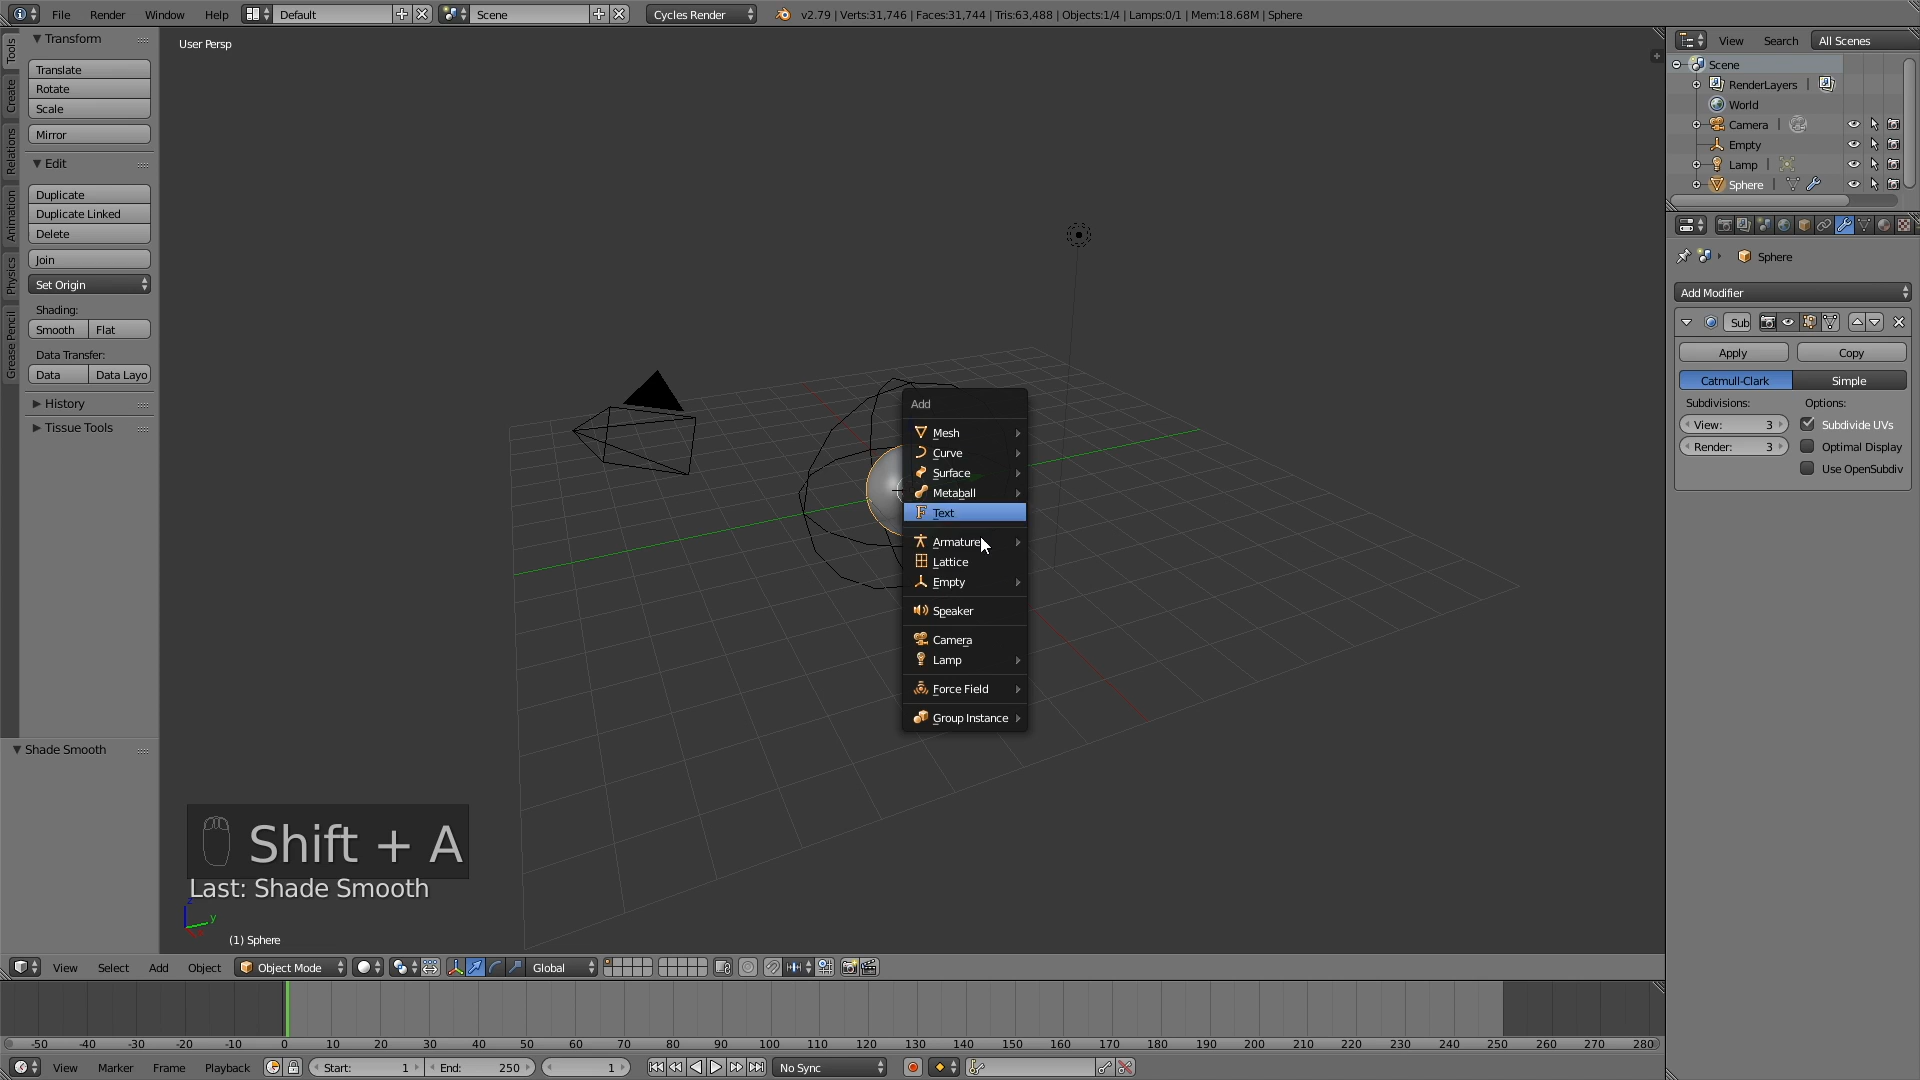 File Render Window Help Default Scene Cycles Render v2.79 | Verts:31,746 | Faces:31,744 | Tris:63,488 | Objects:1/4 | Lamps:0/1 | Mem:18.68M | Sphere
Tools
Create
Relations
Animation
Physics
Grease Pencil
Transform
Translate
Rotate
Scale
Mirror
Edit
Duplicate
Duplicate Linked
Delete
Join
Set Origin
Shading:
Smooth Flat
Data Transfer:
Data Data Layo
History
Tissue Tools
Shade Smooth
User Persp
Add
Mesh
Curve
Surface
Metaball
Text
Armature
Lattice
Empty
Speaker
Camera
Lamp
Force Field
Group Instance
Shift + A
Last: Shade Smooth
z
y
(1) Sphere
View Search All Scenes
Scene
RenderLayers |
World
Camera |
Empty
Lamp |
Sphere |
Sphere
Add Modifier
Sub
Apply Copy
Catmull-Clark Simple
Subdivisions: Options:
View: 3 Subdivide UVs
Render: 3 Optimal Display
Use OpenSubdiv
View Select Add Object Object Mode Global
-50 -40 -30 -20 -10 0 10 20 30 40 50 60 70 80 90 100 110 120 130 140 150 160 170 180 190 200 210 220 230 240 250 260 270 280
View Marker Frame Playback Start: 1 End: 250 1 No Sync